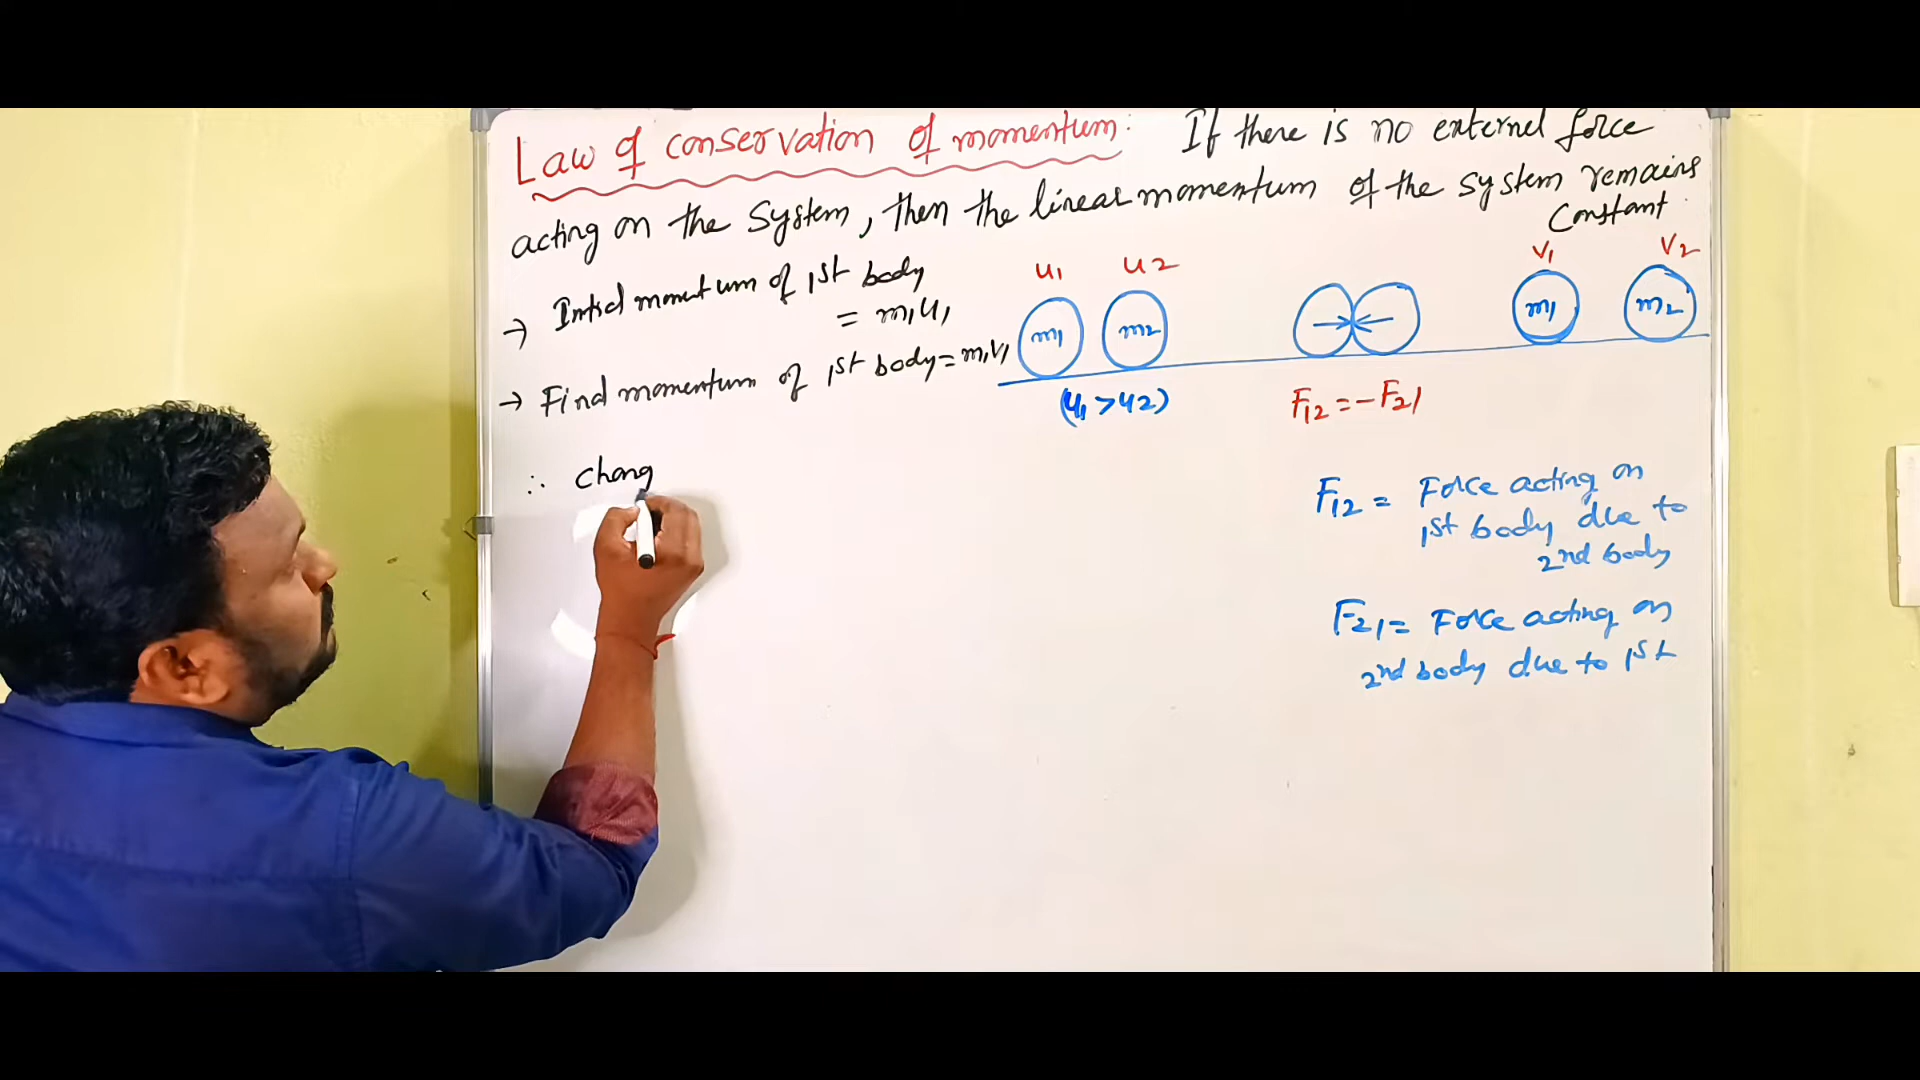 Law of conservation of momentum: If there is no external force
acting on the System, then the linear momentum of the system remains
Constant.
→ Intial momentum of 1st body
= m1u1
→ Final momentum of 1st body = m1v1
∴ Chang
u1 u2
m1 m2
(u1 > u2)
F12 = -F21
v1 v2
m1 m2
F12 = Force acting on
1st body due to
2nd body
F21 = Force acting on
2nd body due to 1st